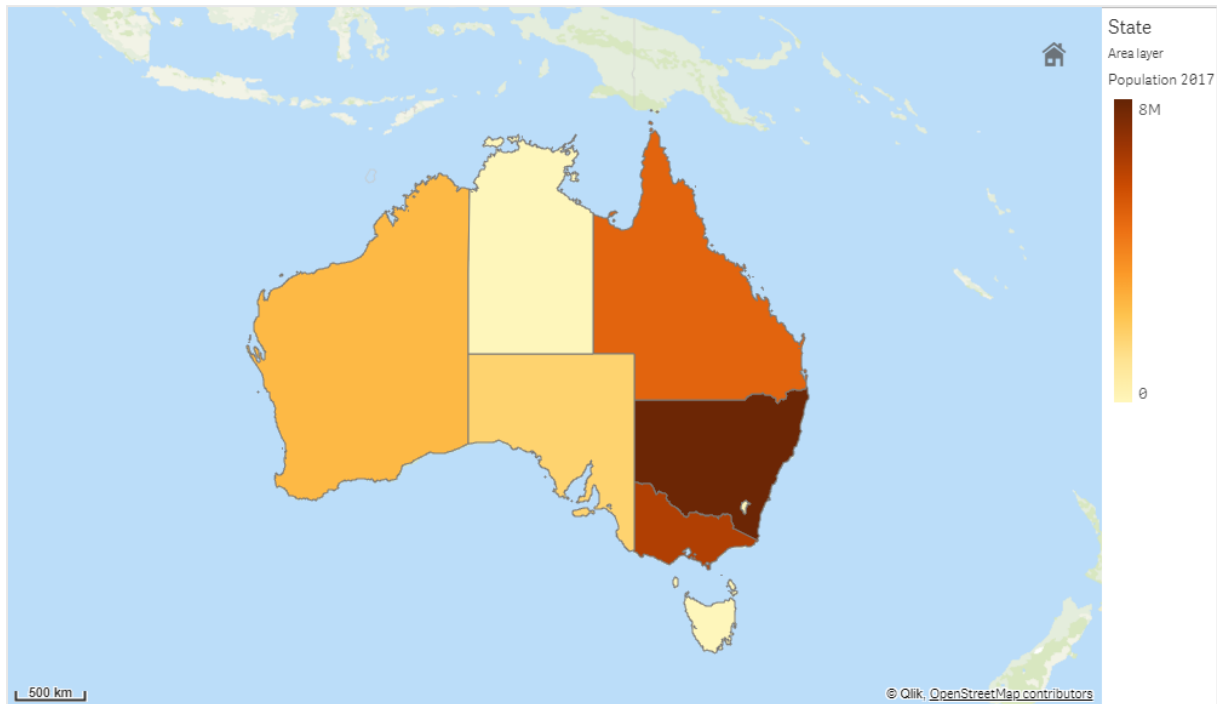 State
Area layer
Population 2017
8M
0
500 km
© Qlik, OpenStreetMap contributors